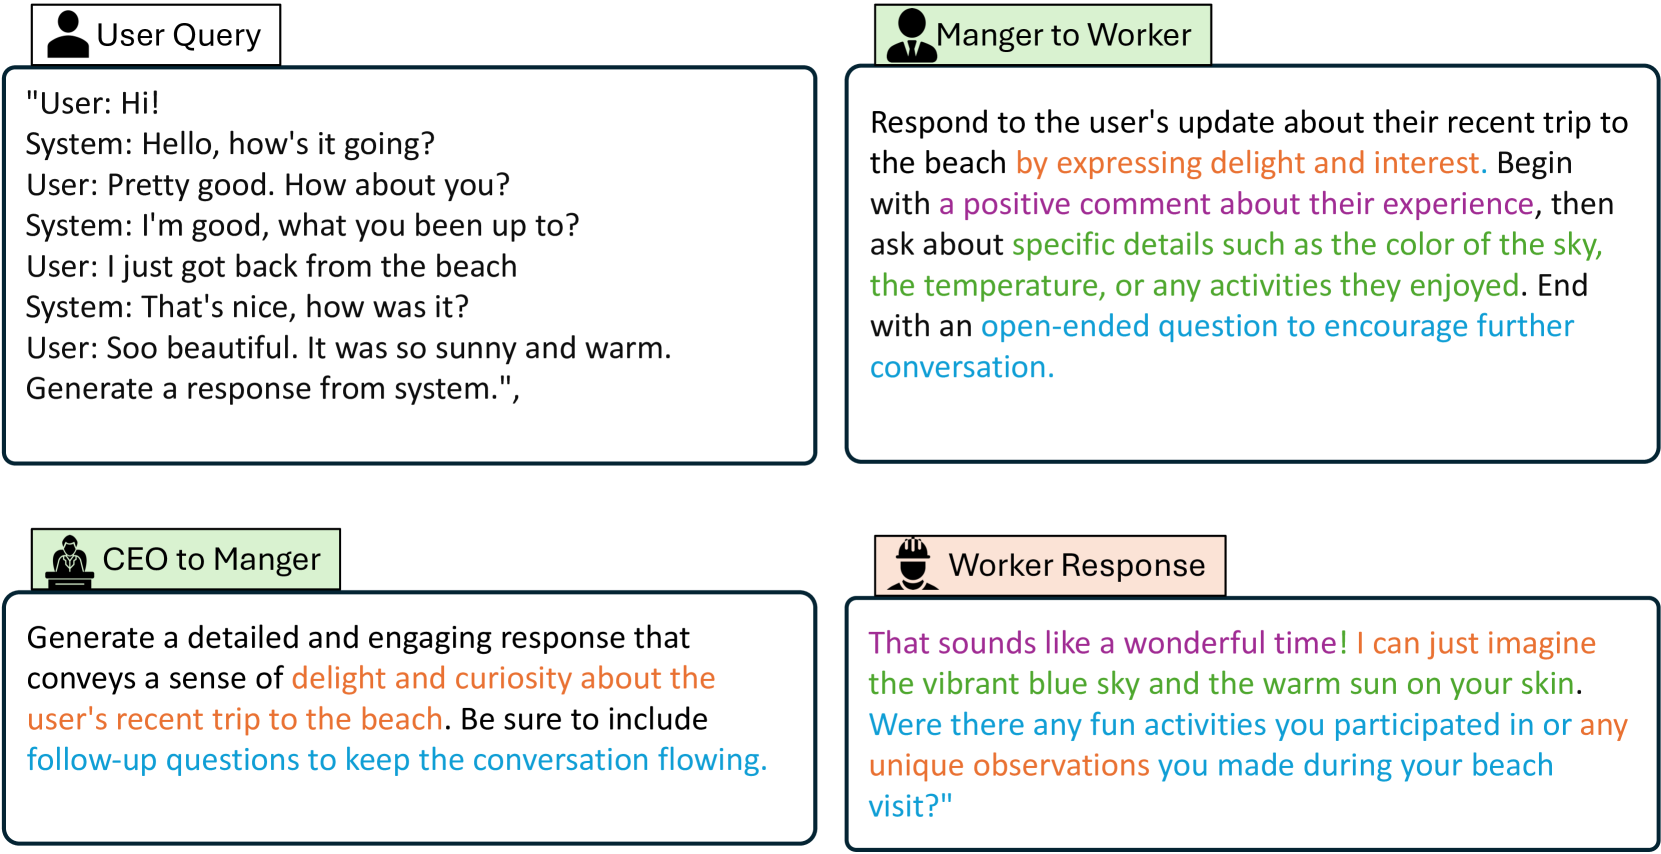 User Query
"User: Hi!
System: Hello, how's it going?
User: Pretty good. How about you?
System: I'm good, what you been up to?
User: I just got back from the beach
System: That's nice, how was it?
User: Soo beautiful. It was so sunny and warm.
Generate a response from system.",
Manger to Worker
Respond to the user's update about their recent trip to
the beach by expressing delight and interest. Begin
with a positive comment about their experience, then
ask about specific details such as the color of the sky,
the temperature, or any activities they enjoyed. End
with an open-ended question to encourage further
conversation.
CEO to Manger
Generate a detailed and engaging response that
conveys a sense of delight and curiosity about the
user's recent trip to the beach. Be sure to include
follow-up questions to keep the conversation flowing.
Worker Response
That sounds like a wonderful time! I can just imagine
the vibrant blue sky and the warm sun on your skin.
Were there any fun activities you participated in or any
unique observations you made during your beach
visit?"